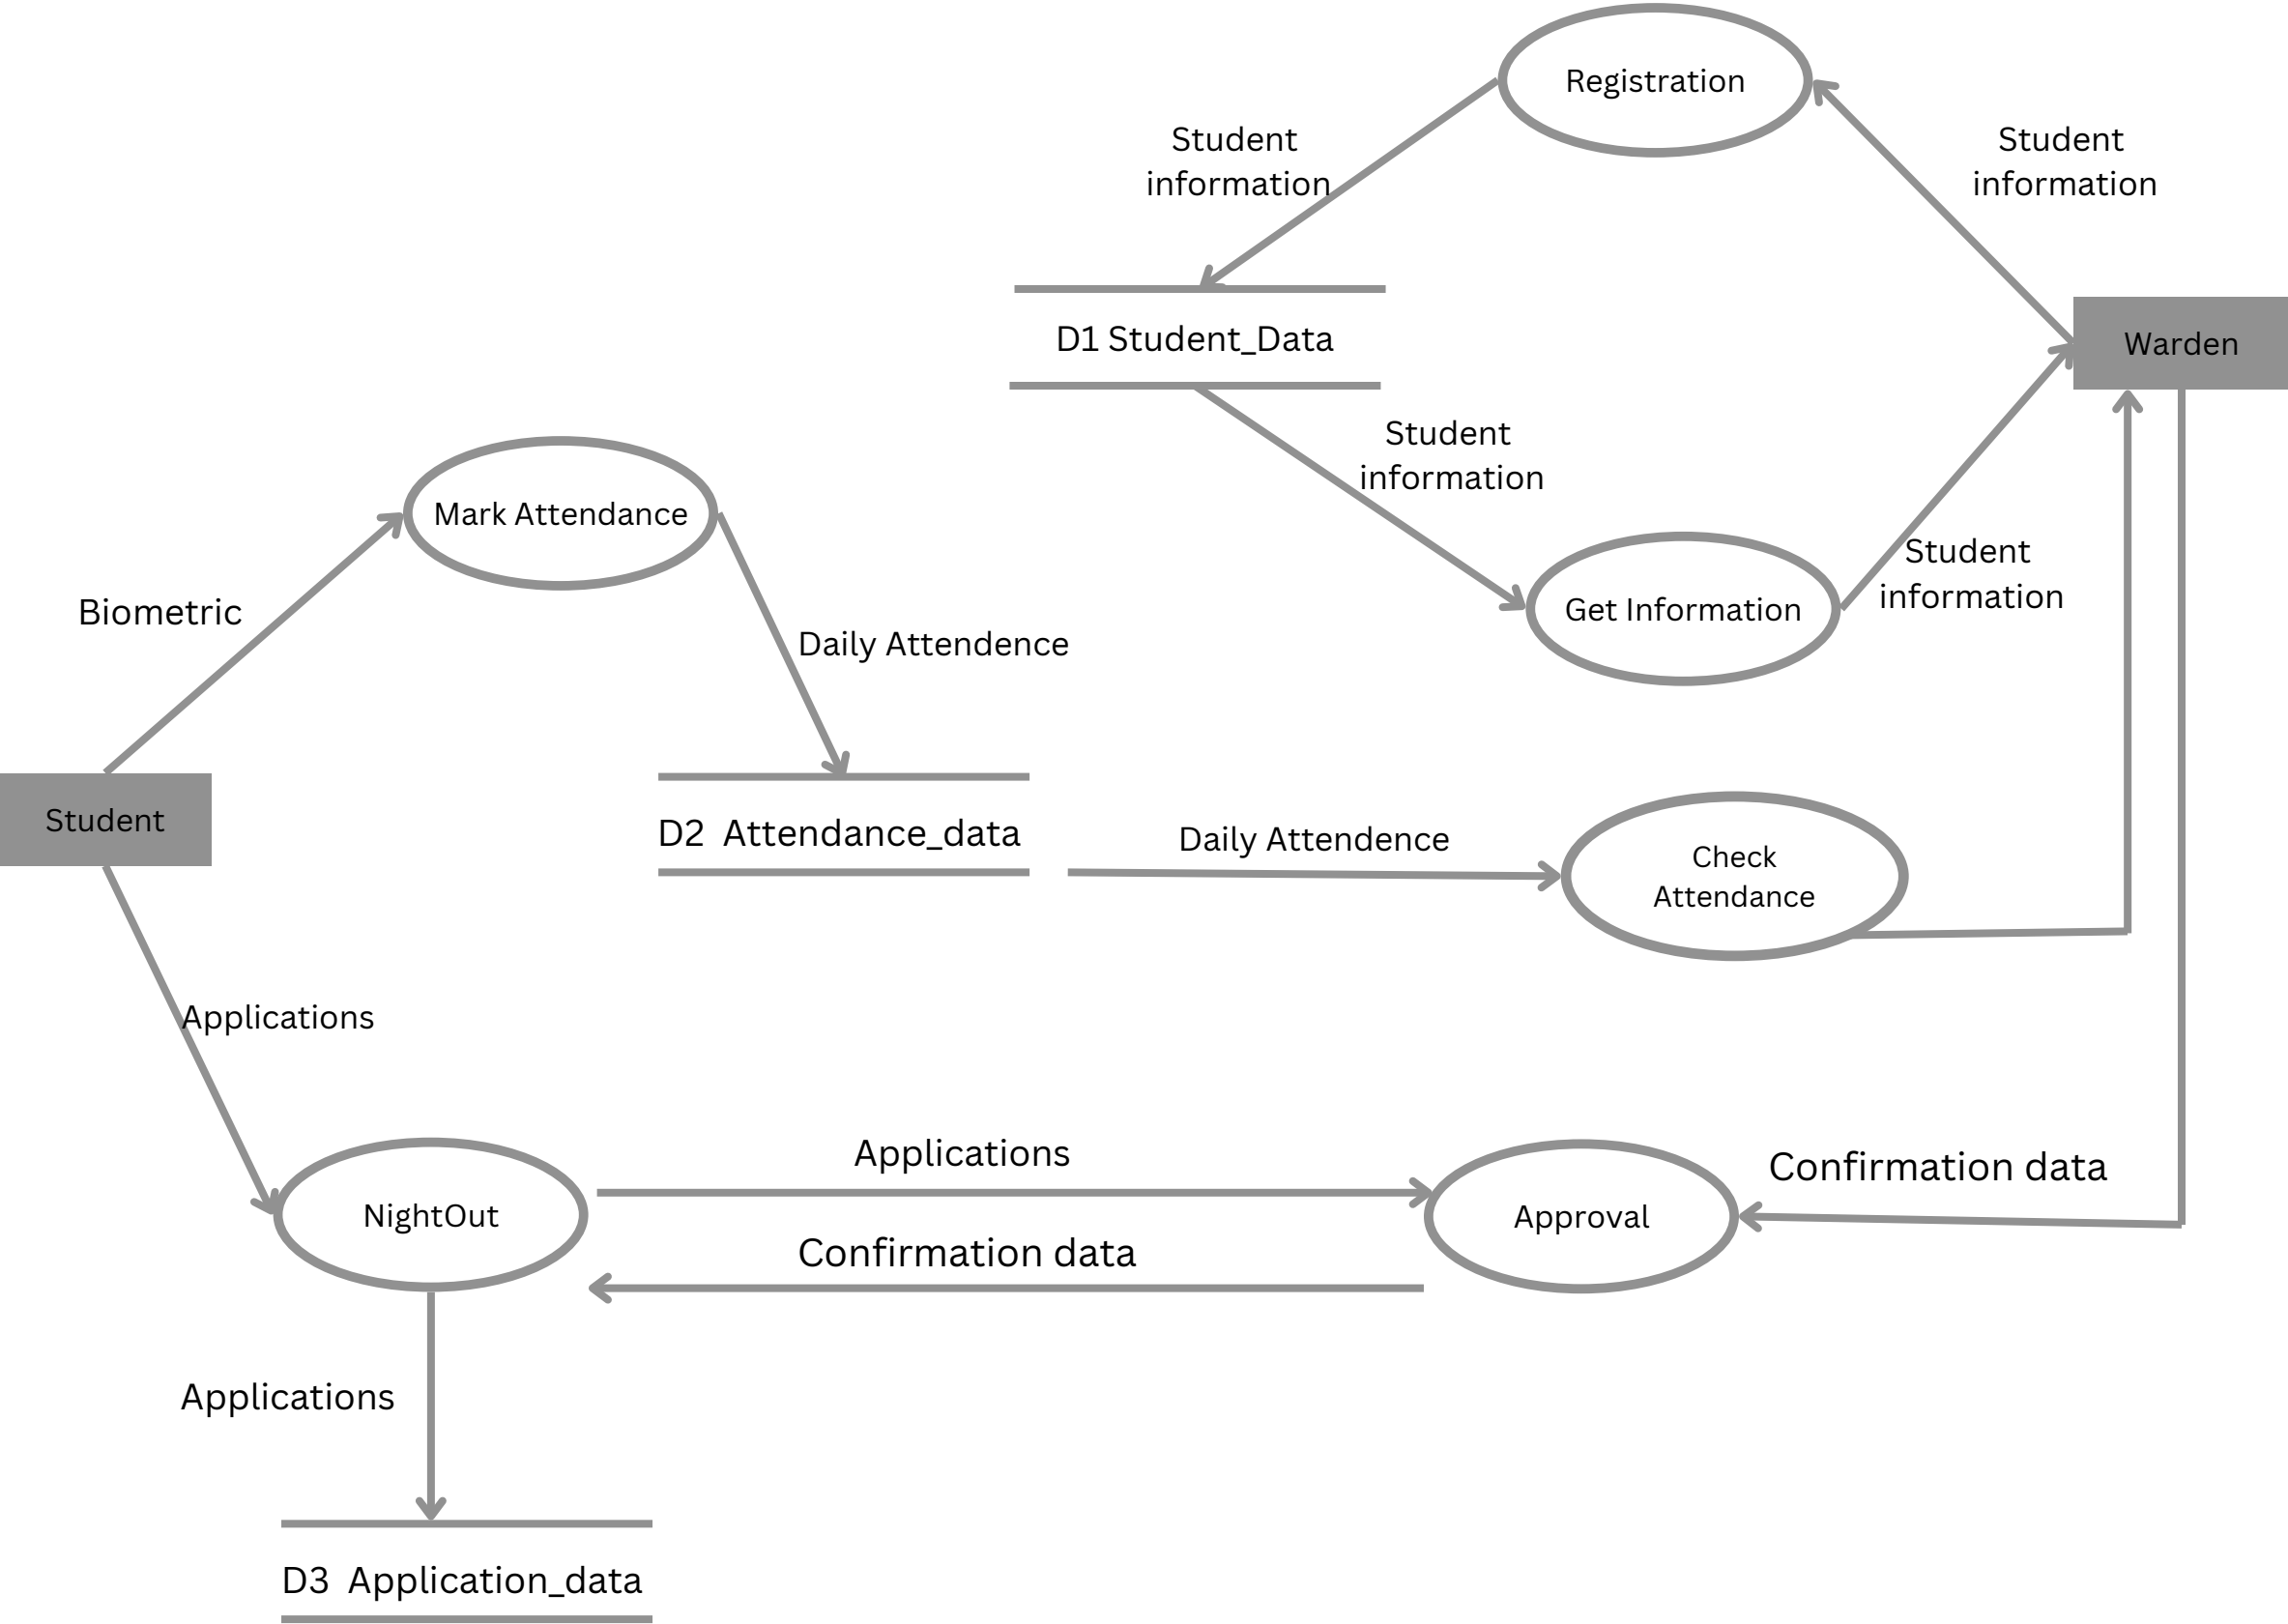 Registration
Student
information
Student
information
D1 Student_Data
Warden
Student
information
Mark Attendance
Student
information
Get Information
Biometric
Daily Attendence
Student
D2  Attendance_data
Daily Attendence
Check
Attendance
Applications
Applications
Confirmation data
NightOut
Approval
Confirmation data
Applications
D3  Application_data